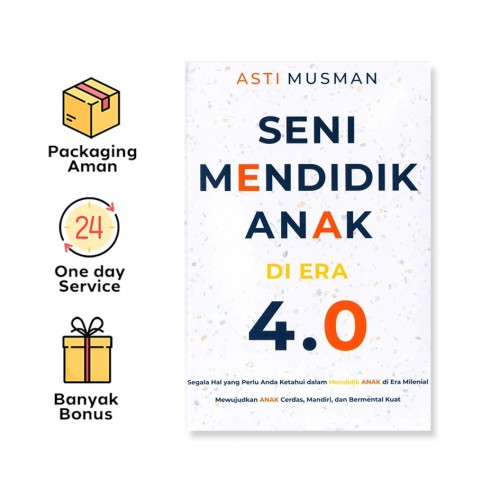 Packaging
Aman
24
One day
Service
Banyak
Bonus
ASTI MUSMAN
SENI
MENDIDIK
ANAK
DI ERA
4.0
Segala Hal yang Perlu Anda Ketahui dalam Mendidik ANAK di Era Milenial
Mewujudkan ANAK Cerdas, Mandiri, dan Bermental Kuat